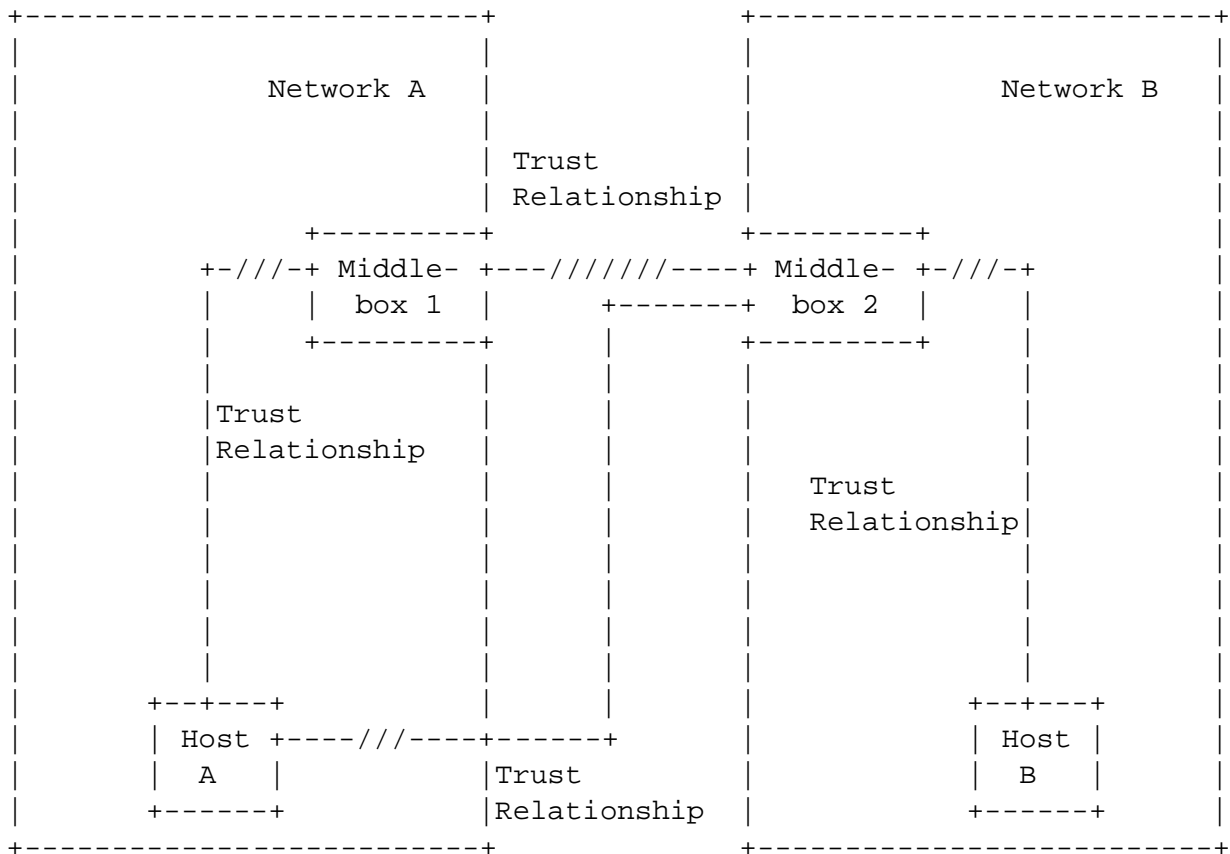 Network A Network B
Trust
Relationship
Middle- Middle-
box 1 box 2
Trust
Relationship
Trust
Relationship
Host Host
A B
Trust
Relationship